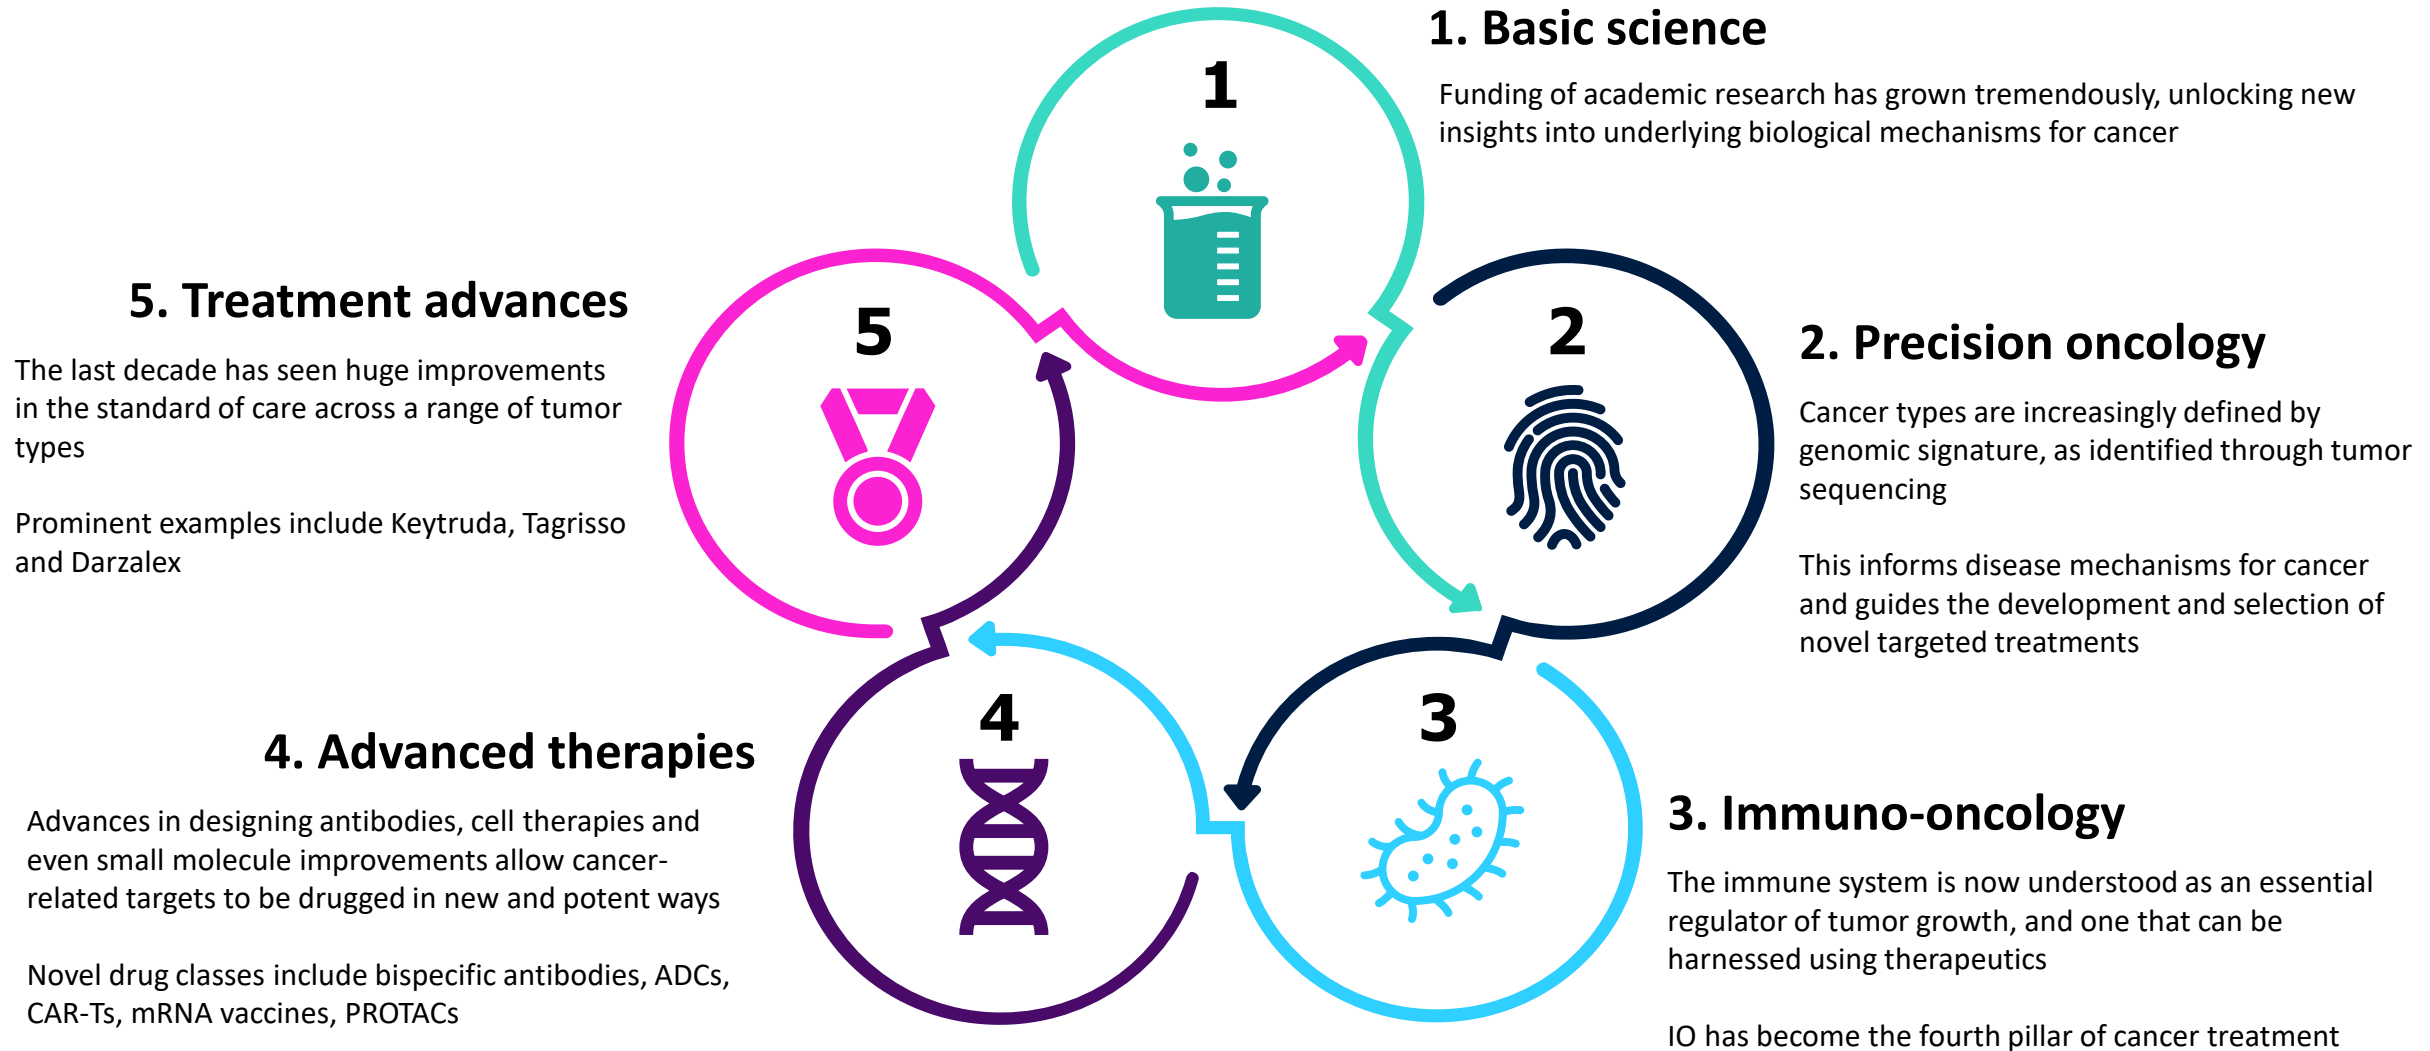 1. Basic science
Funding of academic research has grown tremendously, unlocking new
insights into underlying biological mechanisms for cancer
1
2
2. Precision oncology
Cancer types are increasingly defined by
genomic signature, as identified through tumor
sequencing
This informs disease mechanisms for cancer
and guides the development and selection of
novel targeted treatments
3
3. Immuno-oncology
The immune system is now understood as an essential
regulator of tumor growth, and one that can be
harnessed using therapeutics
IO has become the fourth pillar of cancer treatment
4
4. Advanced therapies
Advances in designing antibodies, cell therapies and
even small molecule improvements allow cancer-
related targets to be drugged in new and potent ways
Novel drug classes include bispecific antibodies, ADCs,
CAR-Ts, mRNA vaccines, PROTACs
5
5. Treatment advances
The last decade has seen huge improvements
in the standard of care across a range of tumor
types
Prominent examples include Keytruda, Tagrisso
and Darzalex